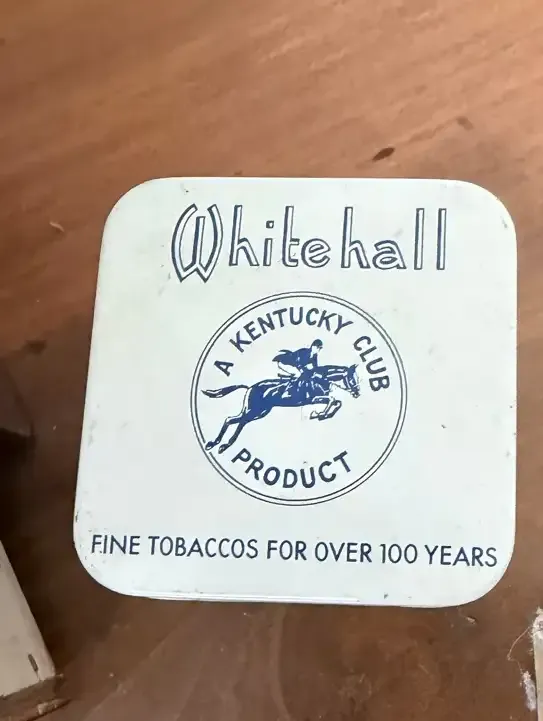 Whitehall
A KENTUCKY CLUB
PRODUCT
FINE TOBACCOS FOR OVER 100 YEARS